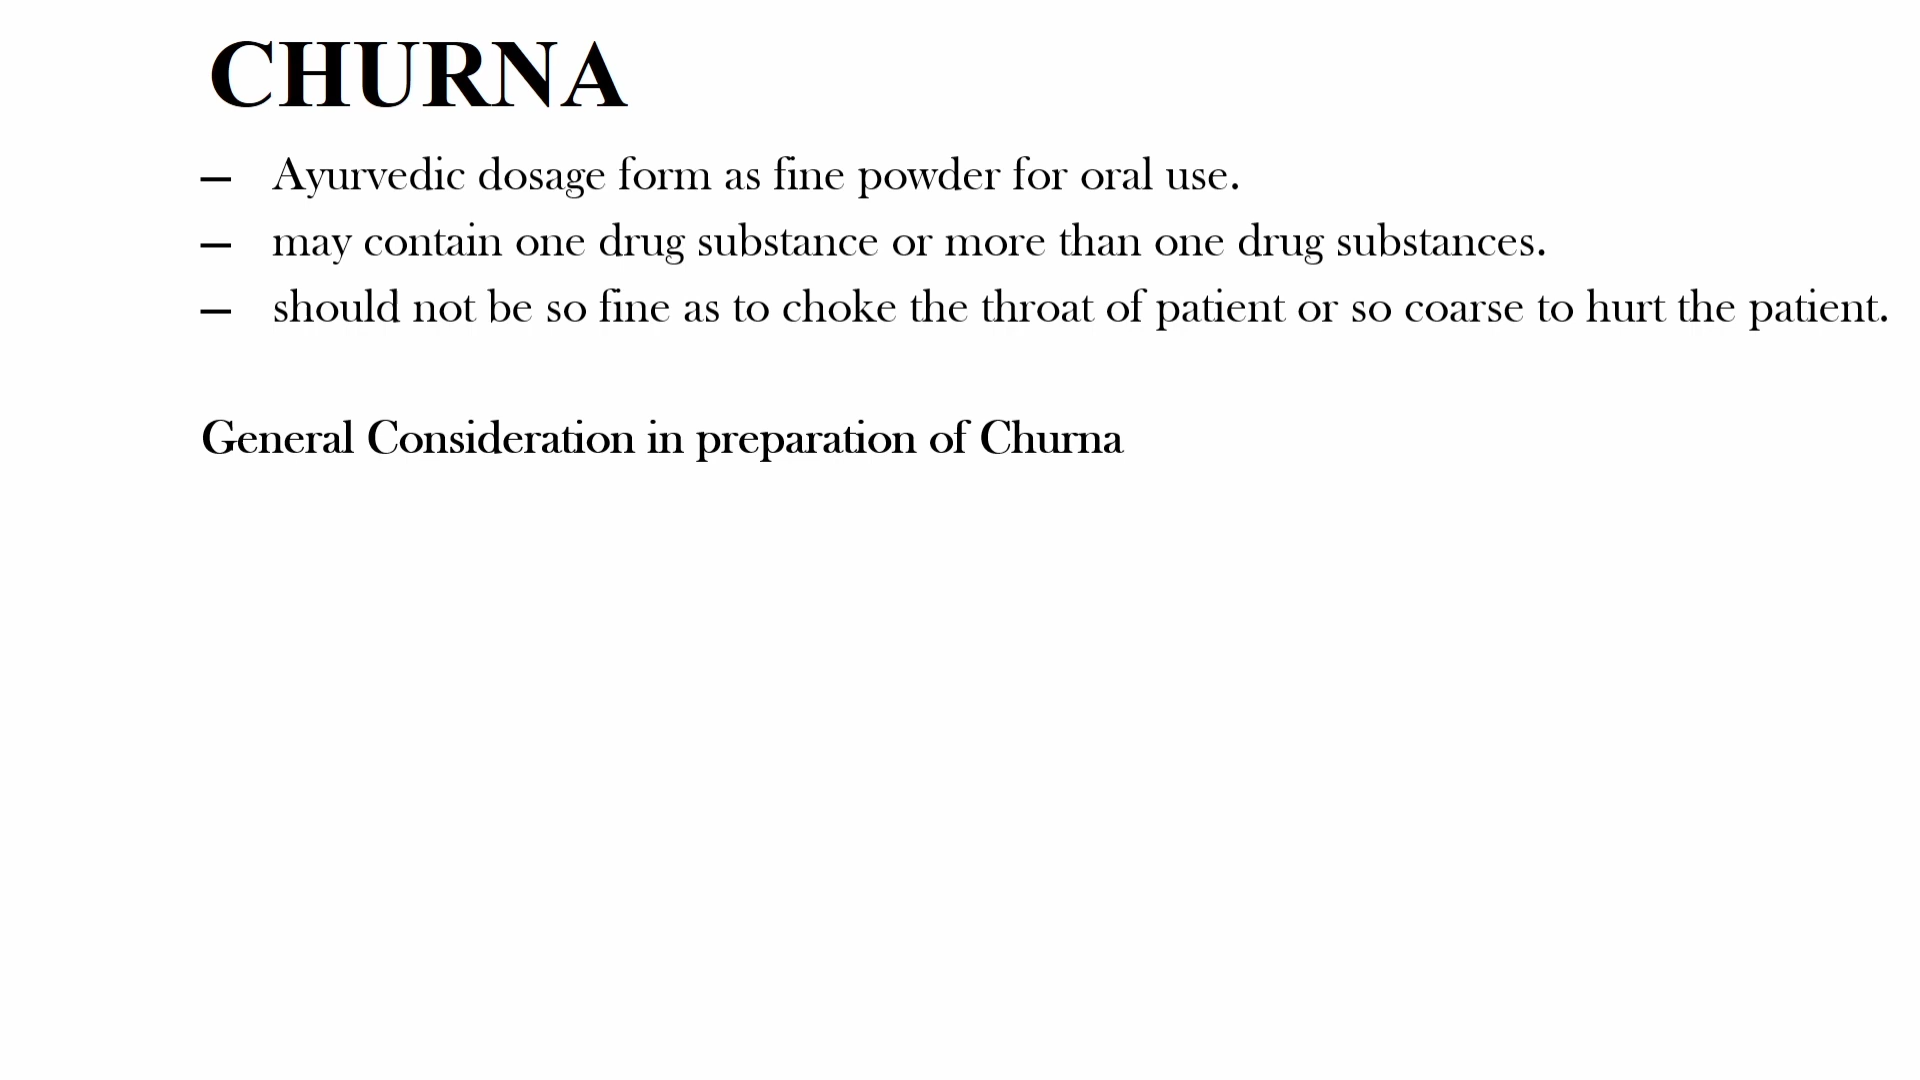 CHURNA
– Ayurvedic dosage form as fine powder for oral use.
– may contain one drug substance or more than one drug substances.
– should not be so fine as to choke the throat of patient or so coarse to hurt the patient.
General Consideration in preparation of Churna